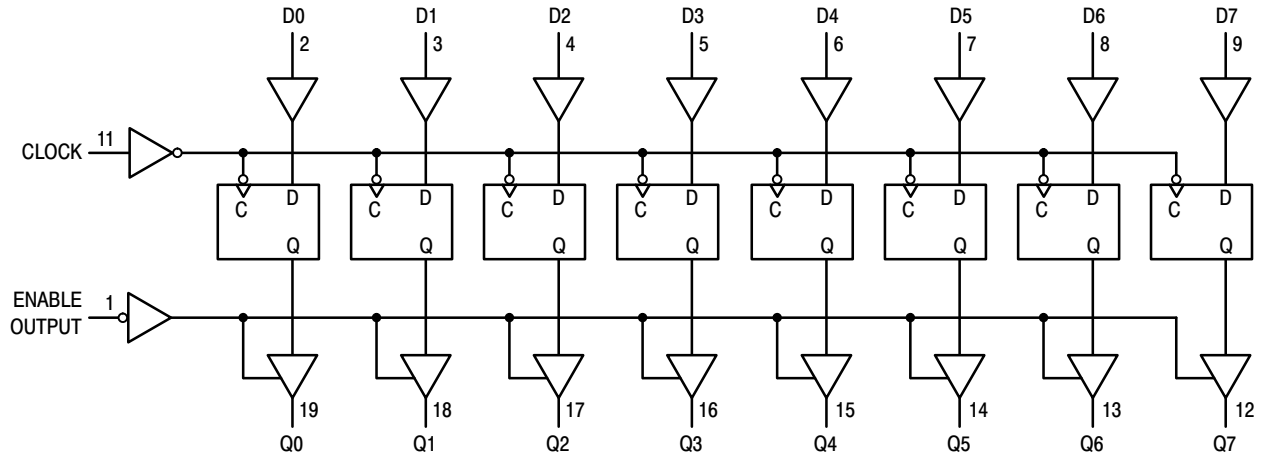 D0 D1 D2 D3 D4 D5 D6 D7
2 3 4 5 6 7 8 9
CLOCK 11
C D C D C D C D C D C D C D C D
Q Q Q Q Q Q Q Q
ENABLE
OUTPUT 1
19 18 17 16 15 14 13 12
Q0 Q1 Q2 Q3 Q4 Q5 Q6 Q7